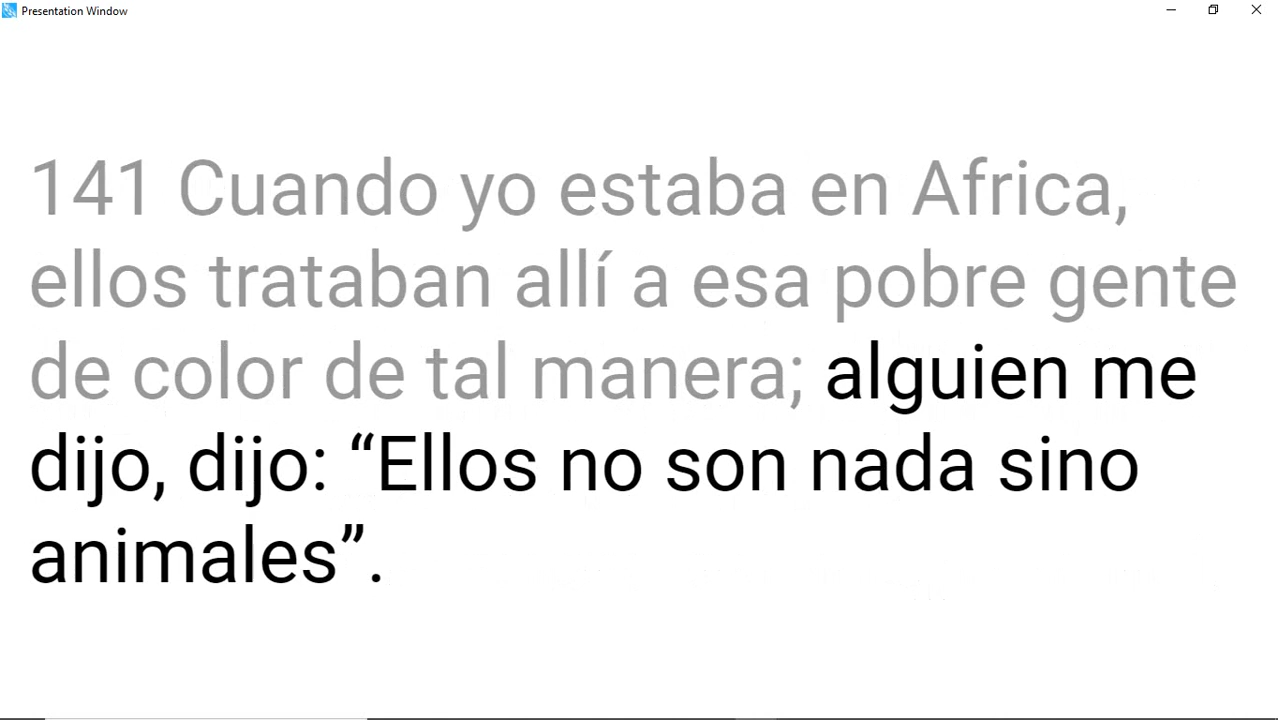 Presentation Window
141 Cuando yo estaba en Africa,
ellos trataban allí a esa pobre gente
de color de tal manera; alguien me
dijo, dijo: “Ellos no son nada sino
animales”.